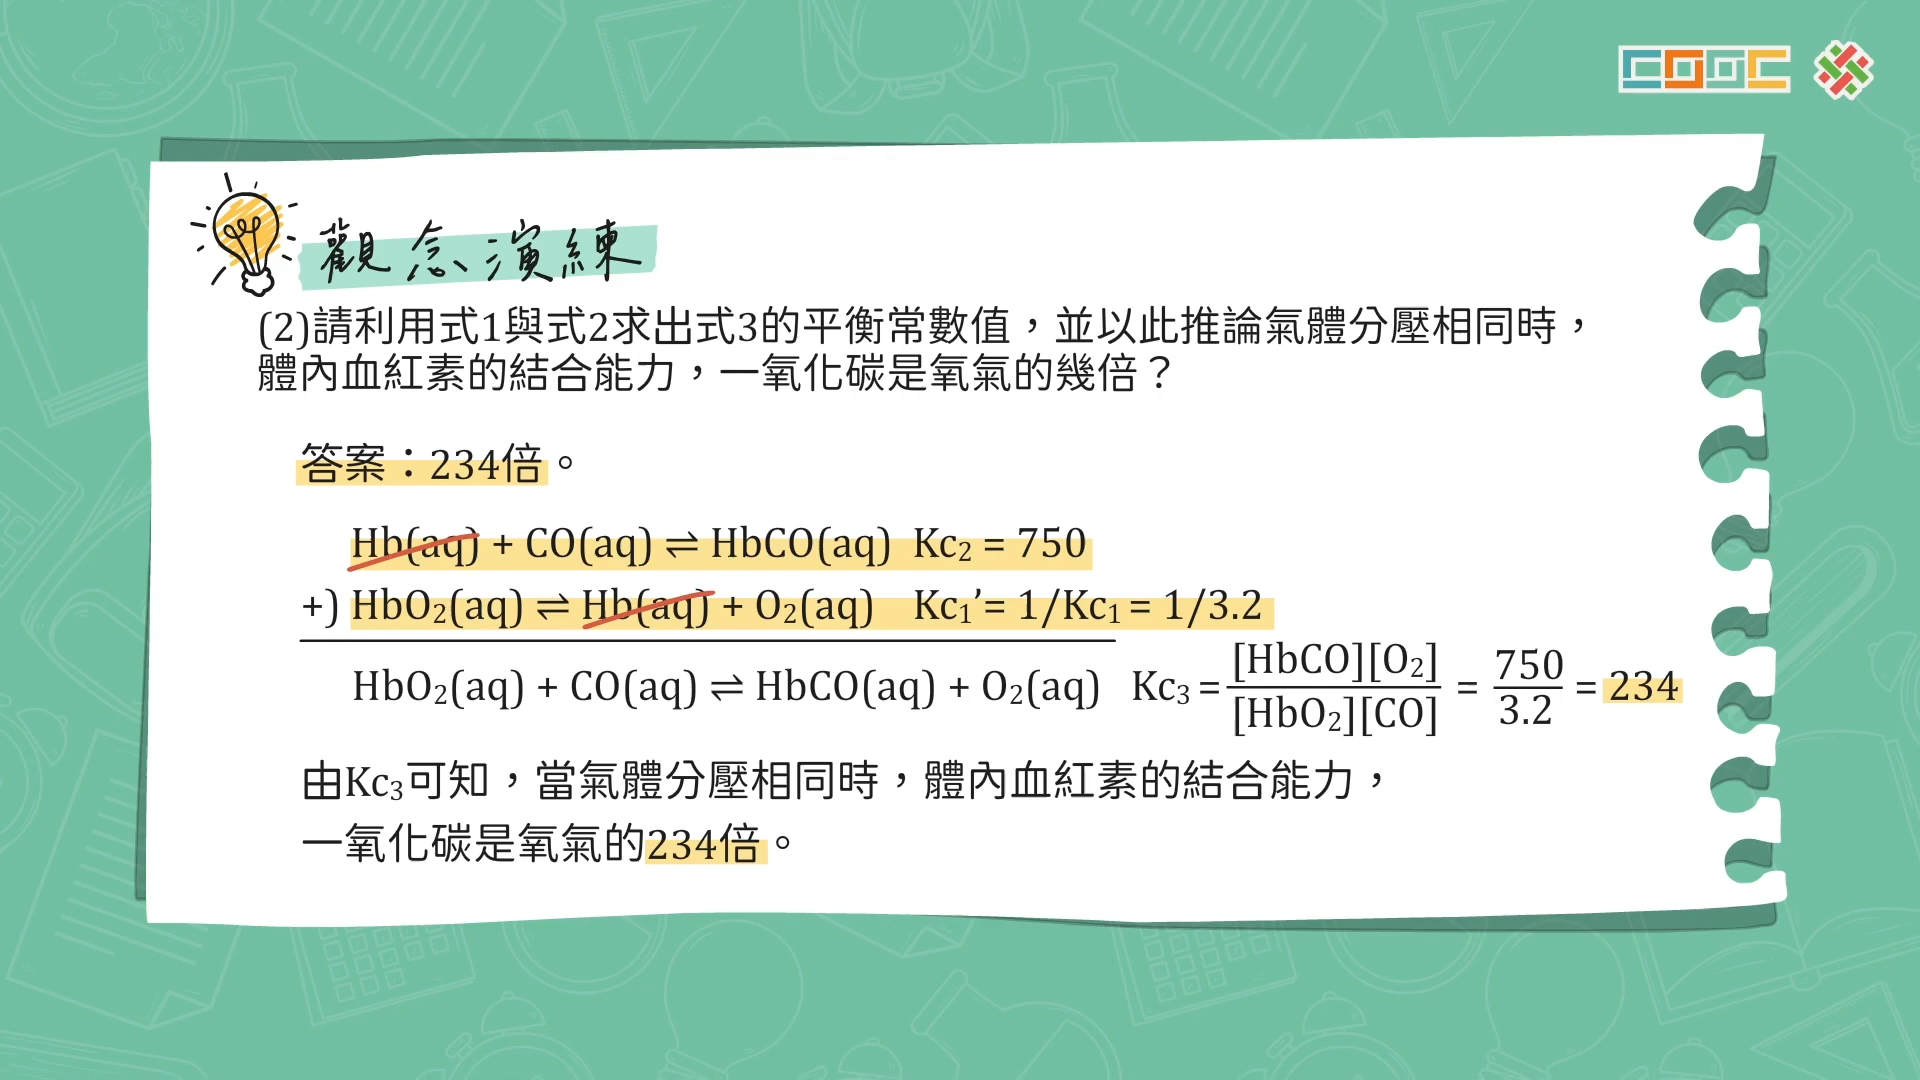 COOC
觀念演練
(2)請利用式1與式2求出式3的平衡常數值，並以此推論氣體分壓相同時，
體內血紅素的結合能力，一氧化碳是氧氣的幾倍？
答案：234倍。
Hb(aq) + CO(aq) ⇌ HbCO(aq) Kc₂ = 750
+) HbO₂(aq) ⇌ Hb(aq) + O₂(aq) Kc₁’= 1/Kc₁ = 1/3.2
HbO₂(aq) + CO(aq) ⇌ HbCO(aq) + O₂(aq) Kc₃ = [HbCO][O₂] / [HbO₂][CO] = 750 / 3.2 = 234
由Kc₃可知，當氣體分壓相同時，體內血紅素的結合能力，
一氧化碳是氧氣的234倍。